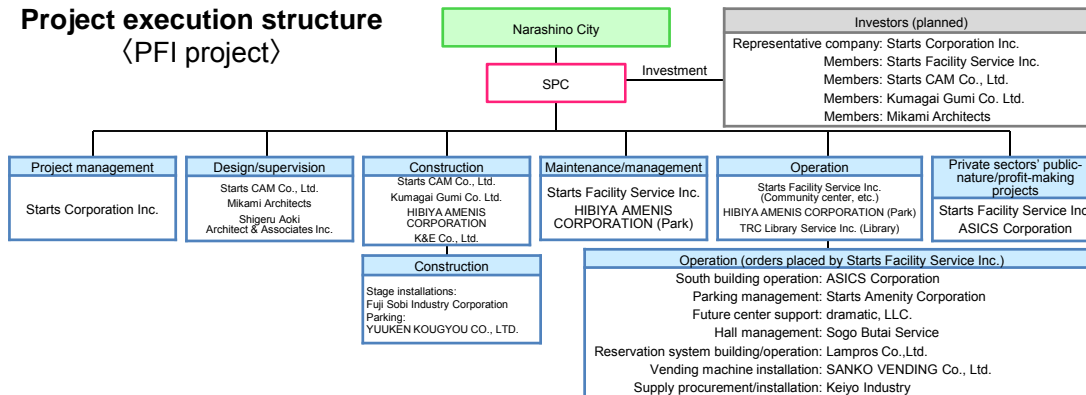 Project execution structure
〈PFI project〉
Narashino City
SPC
Investment
Investors (planned)
Representative company: Starts Corporation Inc.
Members: Starts Facility Service Inc.
Members: Starts CAM Co., Ltd.
Members: Kumagai Gumi Co. Ltd.
Members: Mikami Architects
Project management
Starts Corporation Inc.
Design/supervision
Starts CAM Co., Ltd.
Mikami Architects
Shigeru Aoki
Architect & Associates Inc.
Construction
Starts CAM Co., Ltd.
Kumagai Gumi Co. Ltd.
HIBIYA AMENIS
CORPORATION
K&E Co., Ltd.
Construction
Stage installations:
Fuji Sobi Industry Corporation
Parking:
YUUKEN KOUGYOU CO., LTD.
Maintenance/management
Starts Facility Service Inc.
HIBIYA AMENIS
CORPORATION (Park)
Operation
Starts Facility Service Inc.
(Community center, etc.)
HIBIYA AMENIS CORPORATION (Park)
TRC Library Service Inc. (Library)
Private sectors' public-
nature/profit-making
projects
Starts Facility Service Inc
ASICS Corporation
Operation (orders placed by Starts Facility Service Inc.)
South building operation: ASICS Corporation
Parking management: Starts Amenity Corporation
Future center support: dramatic, LLC.
Hall management: Sogo Butai Service
Reservation system building/operation: Lampros Co.,Ltd.
Vending machine installation: SANKO VENDING Co., Ltd.
Supply procurement/installation: Keiyo Industry